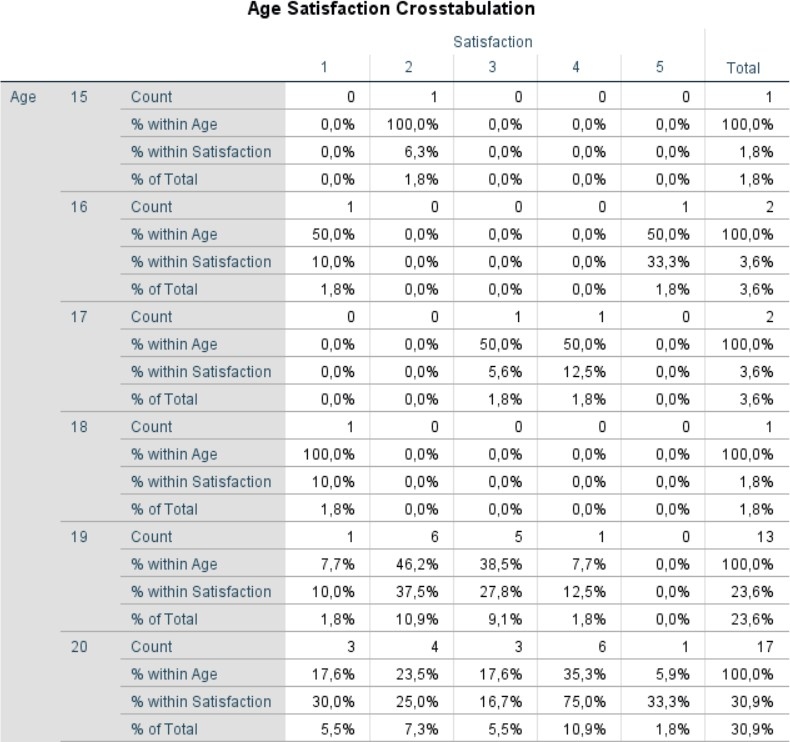 Age Satisfaction Crosstabulation
Satisfaction
1 2 3 4 5 Total
Age 15 Count 0 1 0 0 0 1
% within Age 0,0% 100,0% 0,0% 0,0% 0,0% 100,0%
% within Satisfaction 0,0% 6,3% 0,0% 0,0% 0,0% 1,8%
% of Total 0,0% 1,8% 0,0% 0,0% 0,0% 1,8%
16 Count 1 0 0 0 1 2
% within Age 50,0% 0,0% 0,0% 0,0% 50,0% 100,0%
% within Satisfaction 10,0% 0,0% 0,0% 0,0% 33,3% 3,6%
% of Total 1,8% 0,0% 0,0% 0,0% 1,8% 3,6%
17 Count 0 0 1 1 0 2
% within Age 0,0% 0,0% 50,0% 50,0% 0,0% 100,0%
% within Satisfaction 0,0% 0,0% 5,6% 12,5% 0,0% 3,6%
% of Total 0,0% 0,0% 1,8% 1,8% 0,0% 3,6%
18 Count 1 0 0 0 0 1
% within Age 100,0% 0,0% 0,0% 0,0% 0,0% 100,0%
% within Satisfaction 10,0% 0,0% 0,0% 0,0% 0,0% 1,8%
% of Total 1,8% 0,0% 0,0% 0,0% 0,0% 1,8%
19 Count 1 6 5 1 0 13
% within Age 7,7% 46,2% 38,5% 7,7% 0,0% 100,0%
% within Satisfaction 10,0% 37,5% 27,8% 12,5% 0,0% 23,6%
% of Total 1,8% 10,9% 9,1% 1,8% 0,0% 23,6%
20 Count 3 4 3 6 1 17
% within Age 17,6% 23,5% 17,6% 35,3% 5,9% 100,0%
% within Satisfaction 30,0% 25,0% 16,7% 75,0% 33,3% 30,9%
% of Total 5,5% 7,3% 5,5% 10,9% 1,8% 30,9%